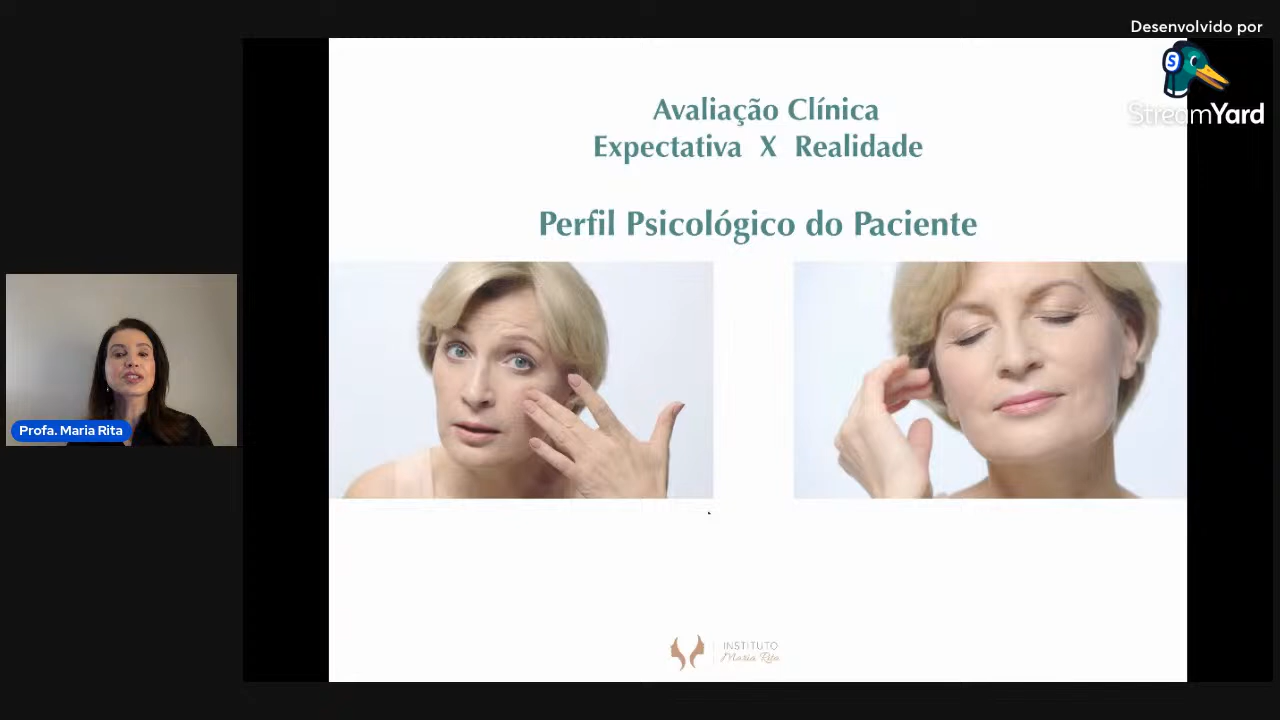 Desenvolvido por
StreamYard
Avaliação Clínica
Expectativa X Realidade
Perfil Psicológico do Paciente
Profa. Maria Rita
INSTITUTO
Maria Rita